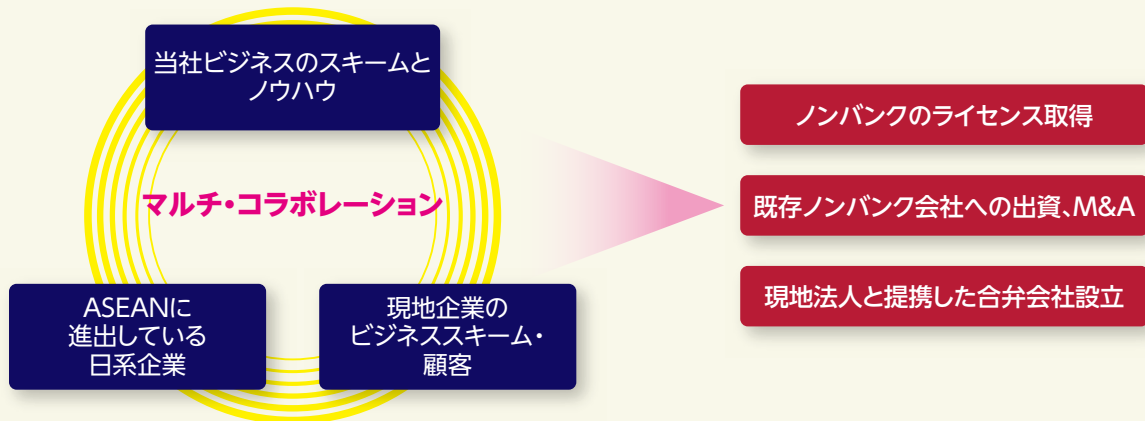 当社ビジネスのスキームと
ノウハウ
マルチ・コラボレーション
ASEANに
進出している
日系企業
現地企業の
ビジネススキーム・
顧客
ノンバンクのライセンス取得
既存ノンバンク会社への出資、M&A
現地法人と提携した合弁会社設立